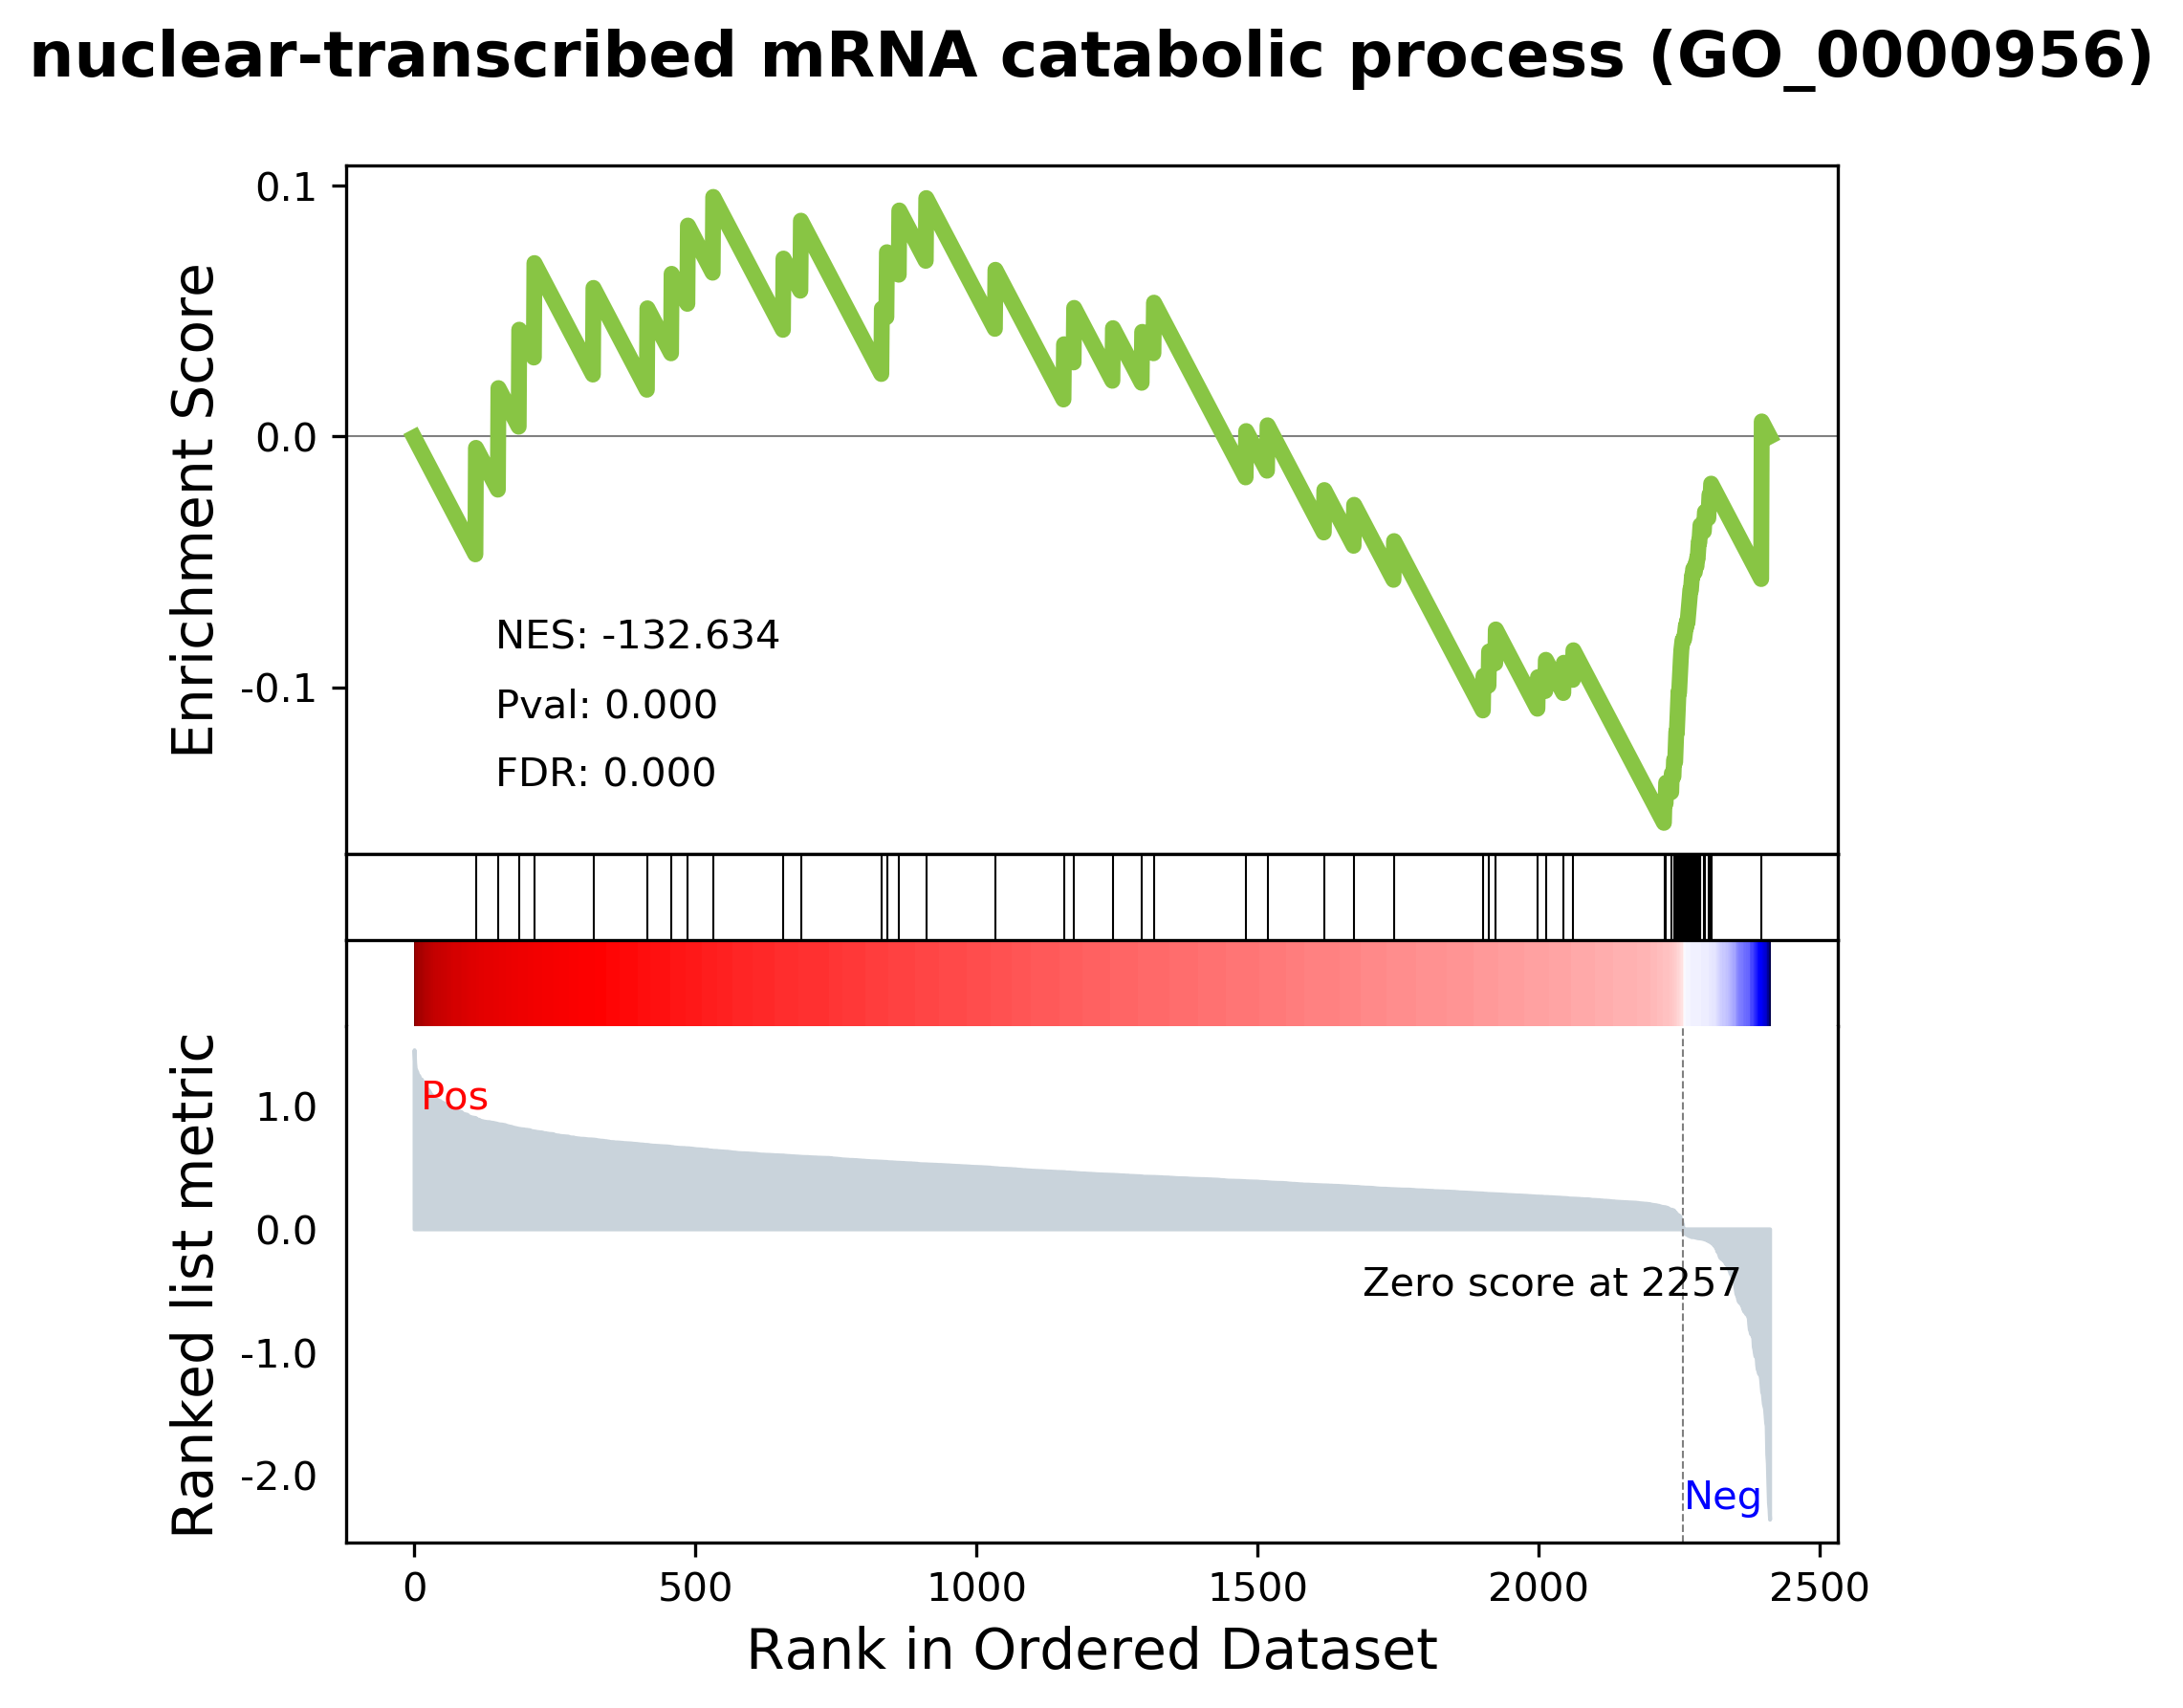 nuclear-transcribed mRNA catabolic process (GO_0000956)
Enrichment Score
0.1
0.0
-0.1
NES: -132.634
Pval: 0.000
FDR: 0.000
Ranked list metric
1.0
0.0
-1.0
-2.0
Pos
Zero score at 2257
Neg
0 500 1000 1500 2000 2500
Rank in Ordered Dataset